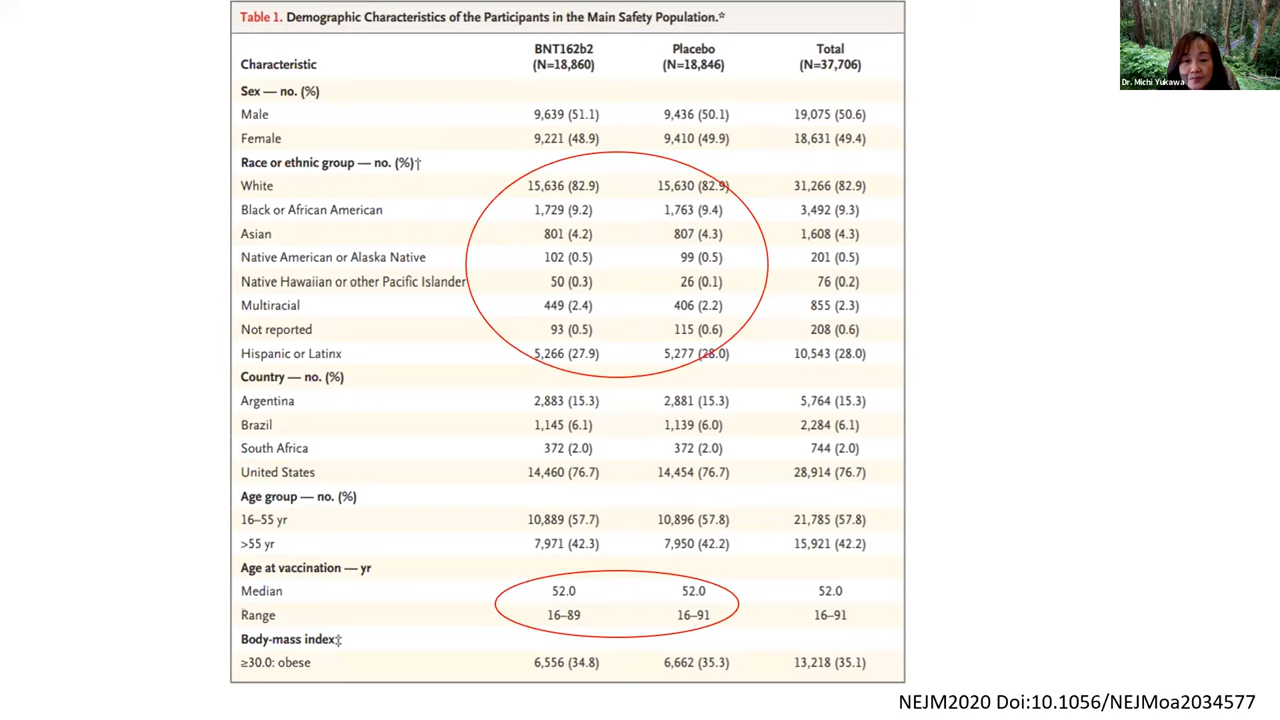 Table 1. Demographic Characteristics of the Participants in the Main Safety Population.*
Characteristic BNT162b2 (N=18,860) Placebo (N=18,846) Total (N=37,706)
Sex — no. (%)
Male 9,639 (51.1) 9,436 (50.1) 19,075 (50.6)
Female 9,221 (48.9) 9,410 (49.9) 18,631 (49.4)
Race or ethnic group — no. (%)†
White 15,636 (82.9) 15,630 (82.9) 31,266 (82.9)
Black or African American 1,729 (9.2) 1,763 (9.4) 3,492 (9.3)
Asian 801 (4.2) 807 (4.3) 1,608 (4.3)
Native American or Alaska Native 102 (0.5) 99 (0.5) 201 (0.5)
Native Hawaiian or other Pacific Islander 50 (0.3) 26 (0.1) 76 (0.2)
Multiracial 449 (2.4) 406 (2.2) 855 (2.3)
Not reported 93 (0.5) 115 (0.6) 208 (0.6)
Hispanic or Latinx 5,266 (27.9) 5,277 (28.0) 10,543 (28.0)
Country — no. (%)
Argentina 2,883 (15.3) 2,881 (15.3) 5,764 (15.3)
Brazil 1,145 (6.1) 1,139 (6.0) 2,284 (6.1)
South Africa 372 (2.0) 372 (2.0) 744 (2.0)
United States 14,460 (76.7) 14,454 (76.7) 28,914 (76.7)
Age group — no. (%)
16–55 yr 10,889 (57.7) 10,896 (57.8) 21,785 (57.8)
>55 yr 7,971 (42.3) 7,950 (42.2) 15,921 (42.2)
Age at vaccination — yr
Median 52.0 52.0 52.0
Range 16–89 16–91 16–91
Body-mass index‡
≥30.0: obese 6,556 (34.8) 6,662 (35.3) 13,218 (35.1)
NEJM2020 Doi:10.1056/NEJMoa2034577
Dr. Michi Yukawa